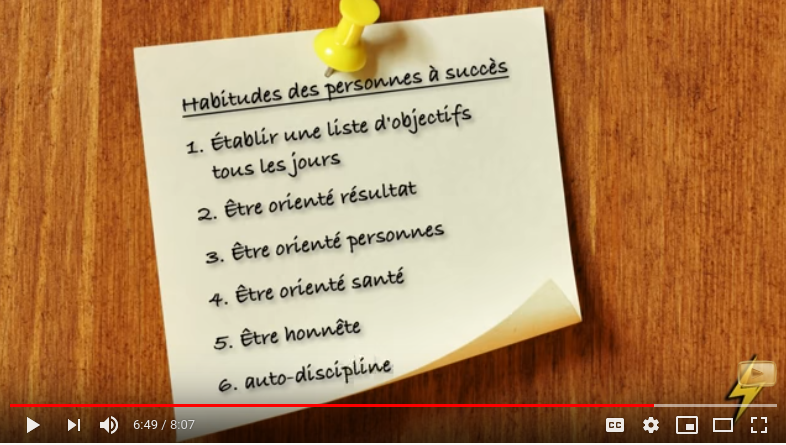 Habitudes des personnes à succès
1. Établir une liste d'objectifs
tous les jours
2. Être orienté résultat
3. Être orienté personnes
4. Être orienté santé
5. Être honnête
6. auto-discipline
6:49 / 8:07
CC